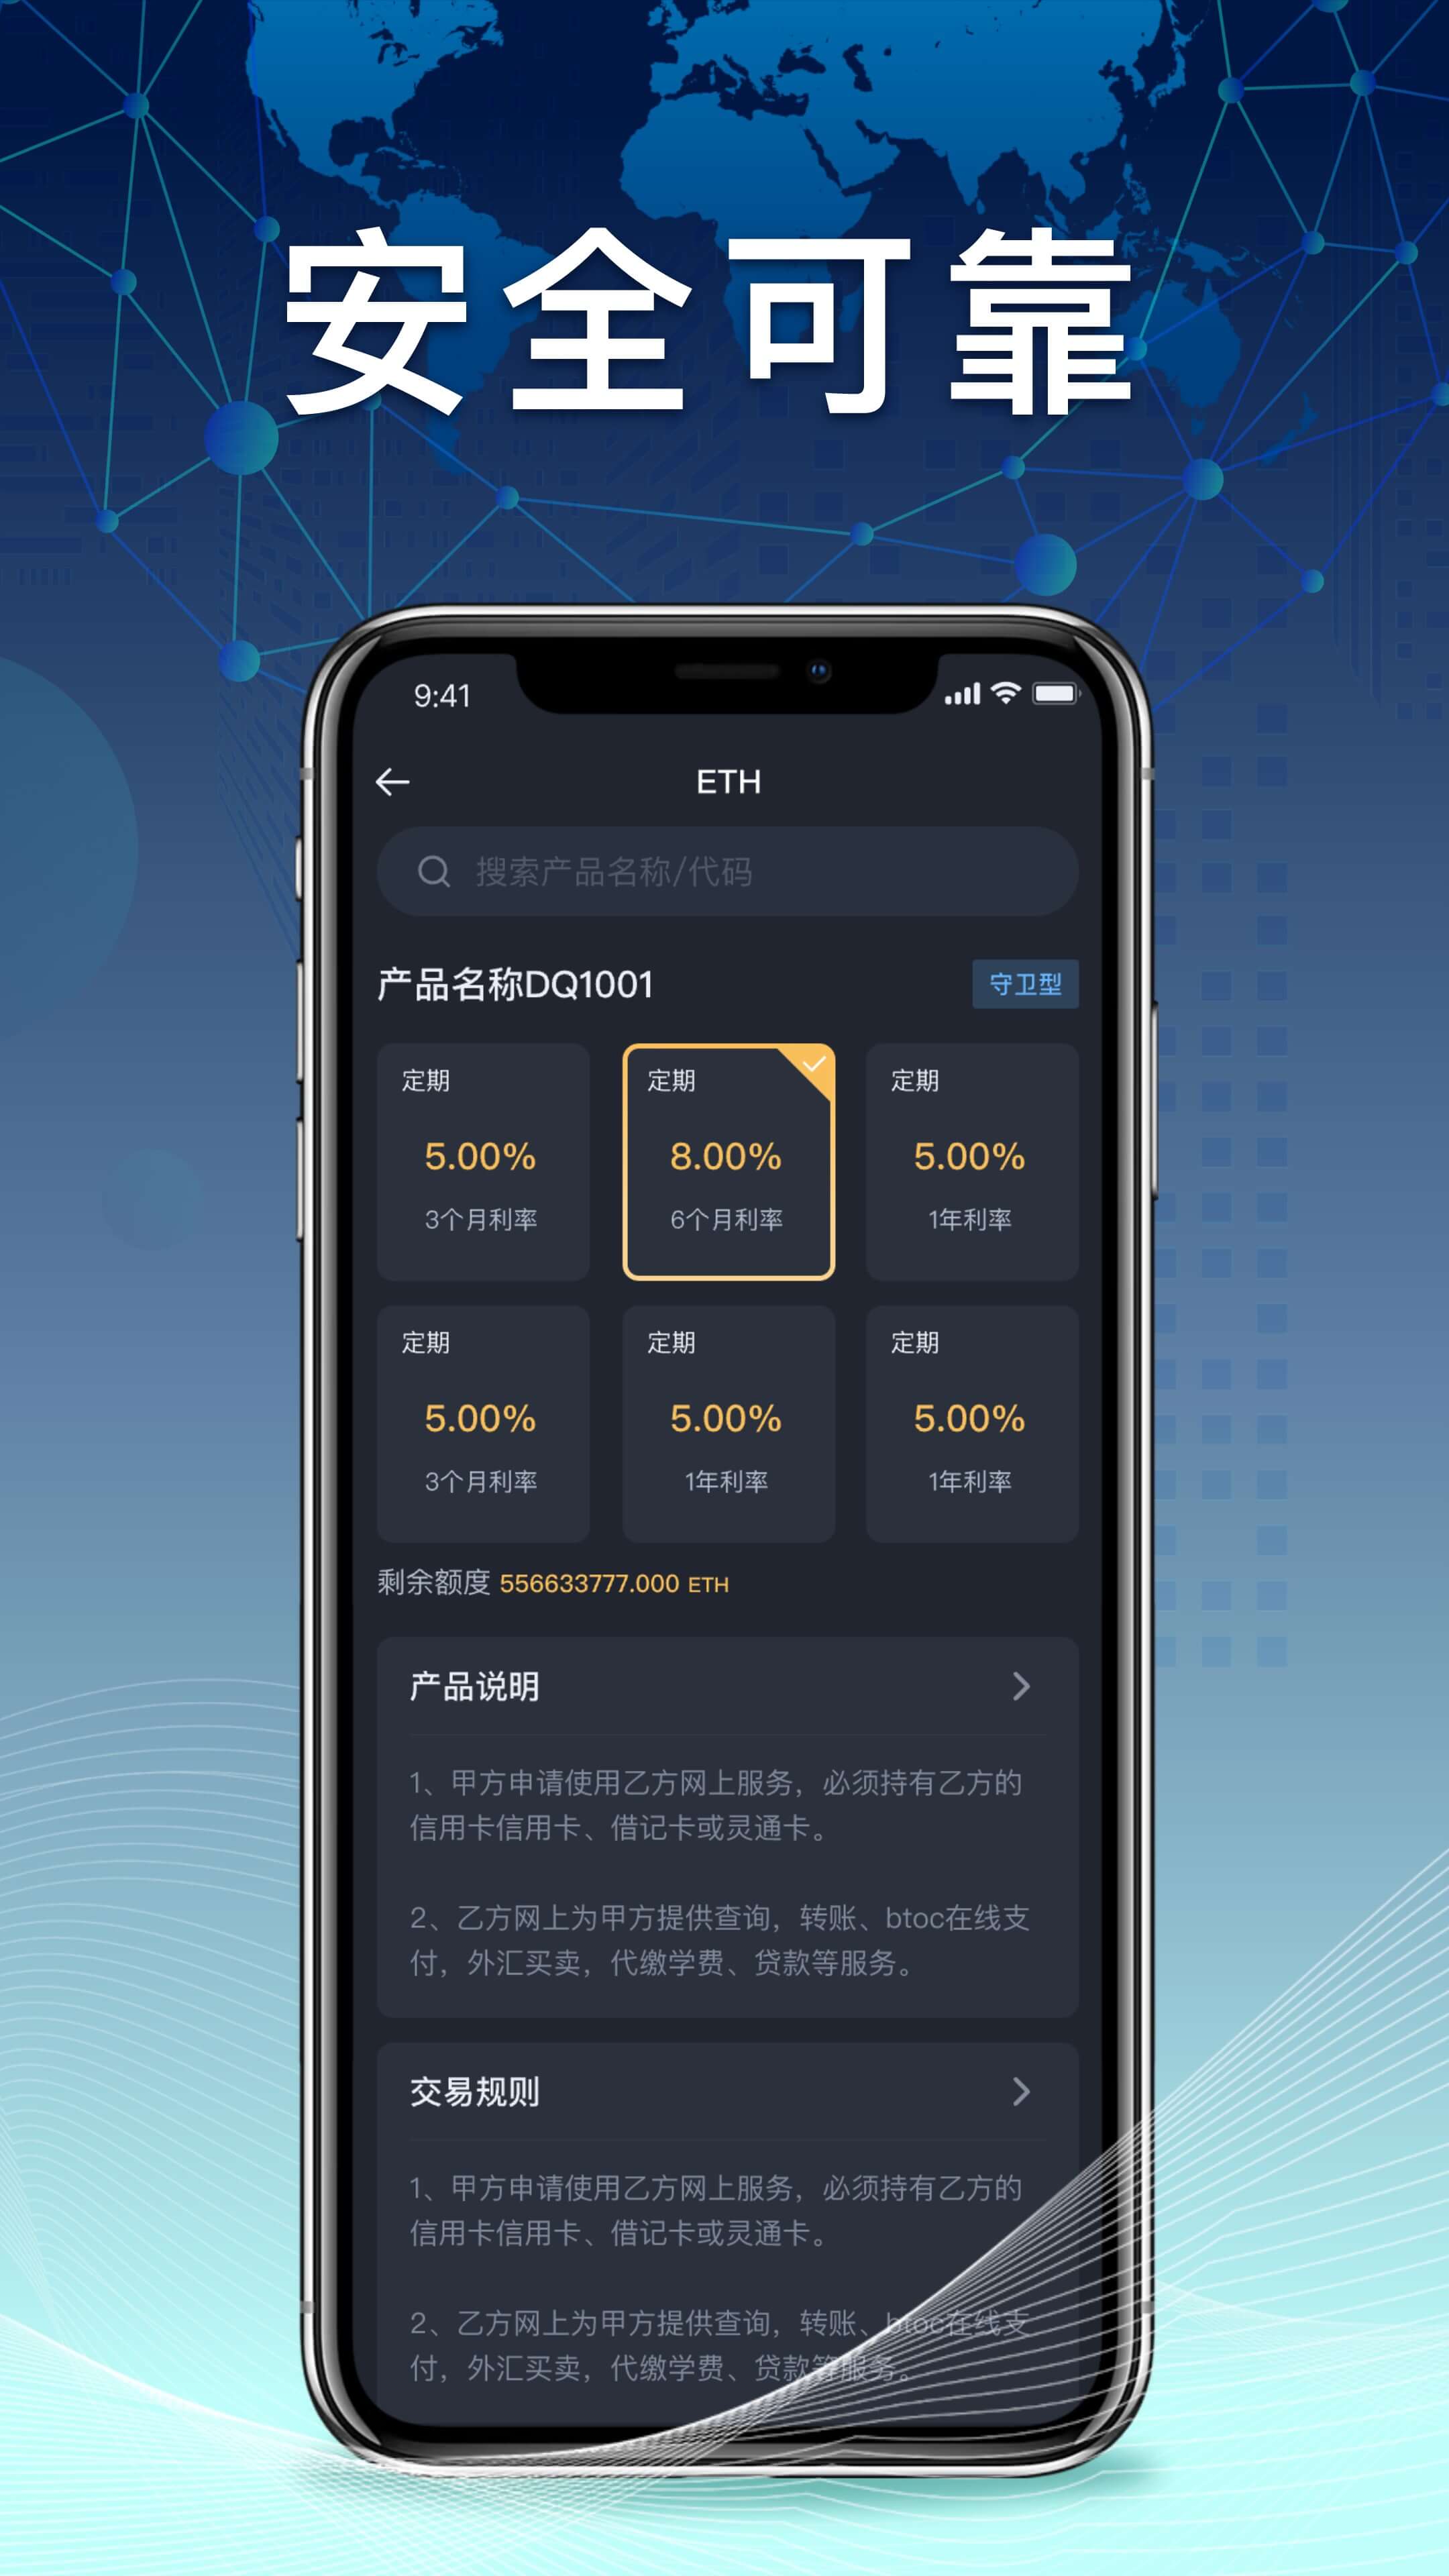 安全可靠
9:41
ETH
搜索产品名称/代码
产品名称DQ1001
守卫型
定期
5.00%
3个月利率
定期
8.00%
6个月利率
定期
5.00%
1年利率
定期
5.00%
3个月利率
定期
5.00%
1年利率
定期
5.00%
1年利率
剩余额度 556633777.000 ETH
产品说明
1、甲方申请使用乙方网上服务，必须持有乙方的
信用卡信用卡、借记卡或灵通卡。
2、乙方网上为甲方提供查询，转账、btoc在线支
付，外汇买卖，代缴学费、贷款等服务。
交易规则
1、甲方申请使用乙方网上服务，必须持有乙方的
信用卡信用卡、借记卡或灵通卡。
2、乙方网上为甲方提供查询，转账、btoc在线支
付，外汇买卖，代缴学费、贷款等服务。